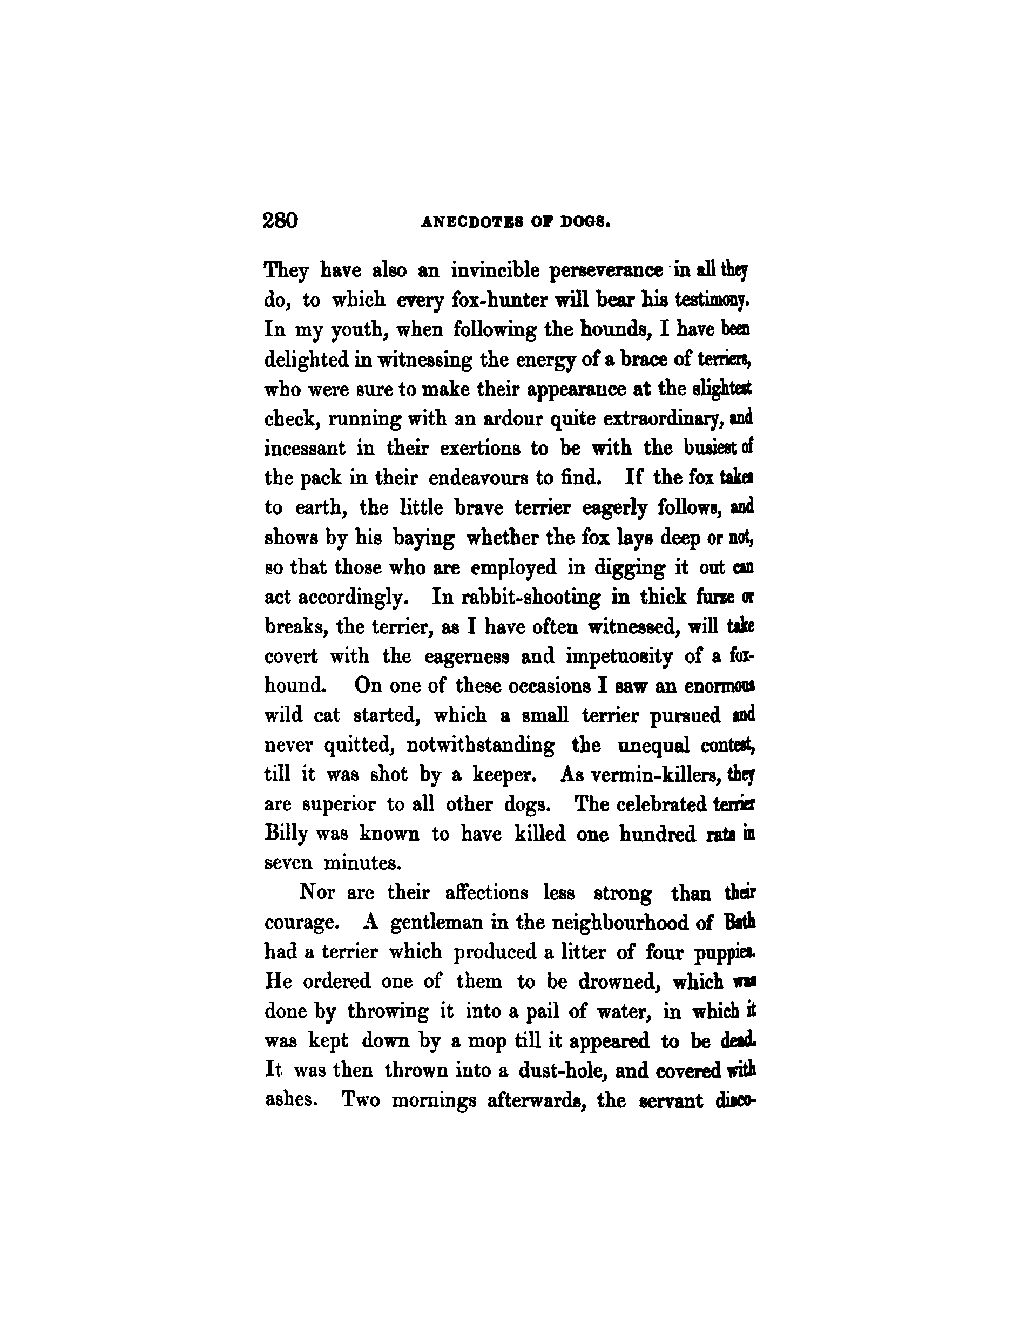 280 ANECDOTES OF DOGS.
They have also an invincible perseverance in all they
do, to which every fox-hunter will bear his testimony.
In my youth, when following the hounds, I have been
delighted in witnessing the energy of a brace of terriers,
who were sure to make their appearance at the slightest
check, running with an ardour quite extraordinary, and
incessant in their exertions to be with the busiest of
the pack in their endeavours to find. If the fox takes
to earth, the little brave terrier eagerly follows, and
shows by his baying whether the fox lays deep or not,
so that those who are employed in digging it out can
act accordingly. In rabbit-shooting in thick furze or
breaks, the terrier, as I have often witnessed, will take
covert with the eagerness and impetuosity of a fox-
hound. On one of these occasions I saw an enormous
wild cat started, which a small terrier pursued and
never quitted, notwithstanding the unequal contest,
till it was shot by a keeper. As vermin-killers, they
are superior to all other dogs. The celebrated terrier
Billy was known to have killed one hundred rats in
seven minutes.
Nor are their affections less strong than their
courage. A gentleman in the neighbourhood of Bath
had a terrier which produced a litter of four puppies.
He ordered one of them to be drowned, which was
done by throwing it into a pail of water, in which it
was kept down by a mop till it appeared to be dead.
It was then thrown into a dust-hole, and covered with
ashes. Two mornings afterwards, the servant disco-